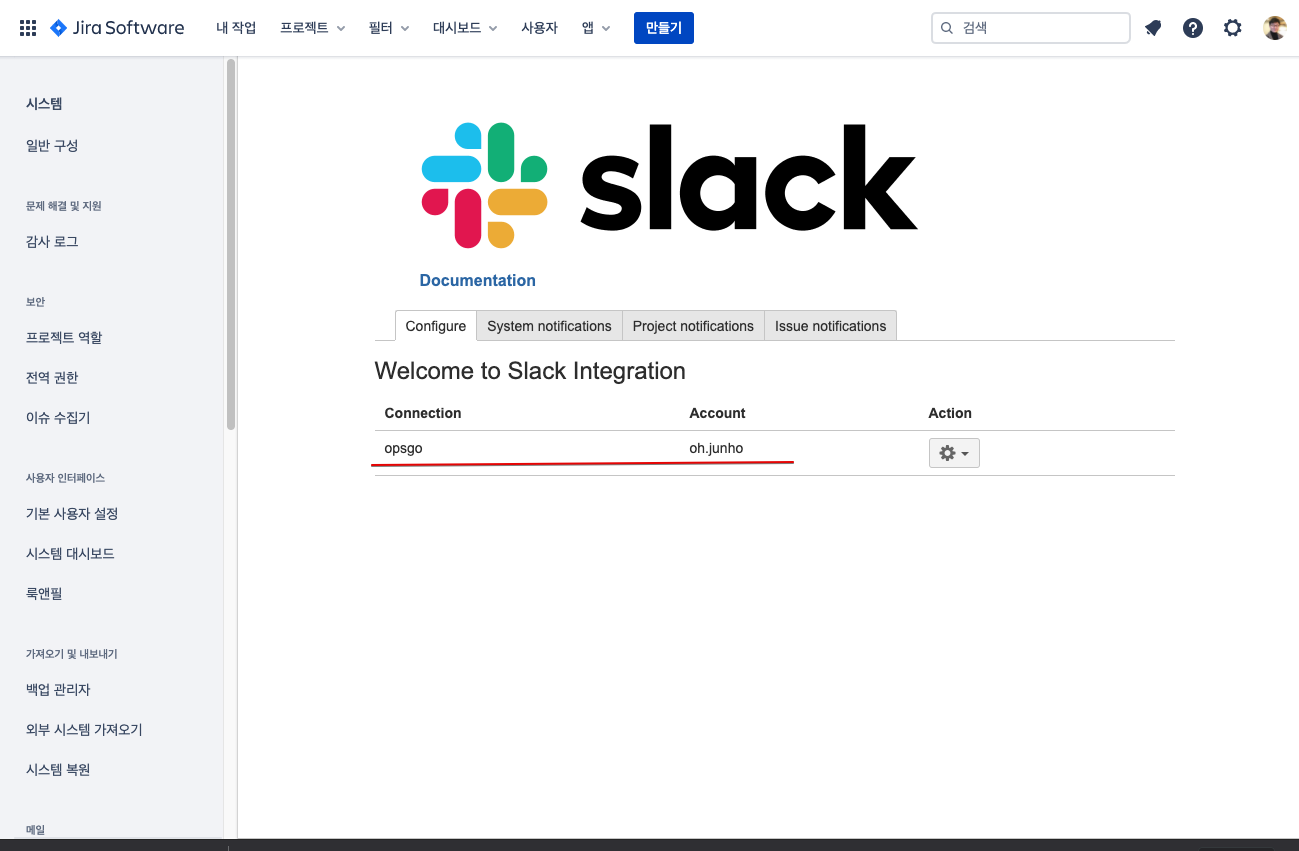 Jira Software 내 작업 프로젝트 필터 대시보드 사용자 앱 만들기 검색
시스템
일반 구성
문제 해결 및 지원
감사 로그
보안
프로젝트 역할
전역 권한
이슈 수집기
사용자 인터페이스
기본 사용자 설정
시스템 대시보드
룩앤필
가져오기 및 내보내기
백업 관리자
외부 시스템 가져오기
시스템 복원
메일
slack
Documentation
Configure System notifications Project notifications Issue notifications
Welcome to Slack Integration
Connection Account Action
opsgo oh.junho